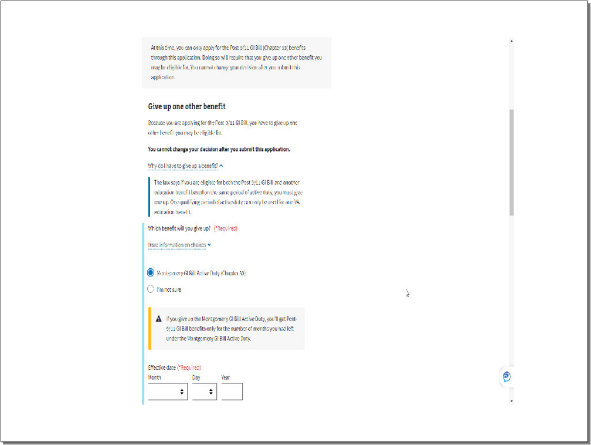 At this time, you can only apply for the Post-9/11 GI Bill (Chapter 33) benefits
through this application. Doing so will require that you give up one other benefit you
may be eligible for. You cannot change your decision after you submit this
application.
Give up one other benefit
Because you are applying for the Post-9/11 GI Bill, you have to give up one
other benefit you may be eligible for.
You cannot change your decision after you submit this application.
Why do I have to give up a benefit?
The law says if you are eligible for both the Post-9/11 GI Bill and another
education benefit based on the same period of active duty, you must give
one up. One qualifying period of active duty can only be used for one VA
education benefit.
Which benefit will you give up? (*Required)
More information on choices
Montgomery GI Bill Active Duty (Chapter 30)
I'm not sure
If you give up the Montgomery GI Bill Active Duty, you'll get Post-
9/11 GI Bill benefits only for the number of months you had left
under the Montgomery GI Bill Active Duty.
Effective date (*Required)
Month Day Year